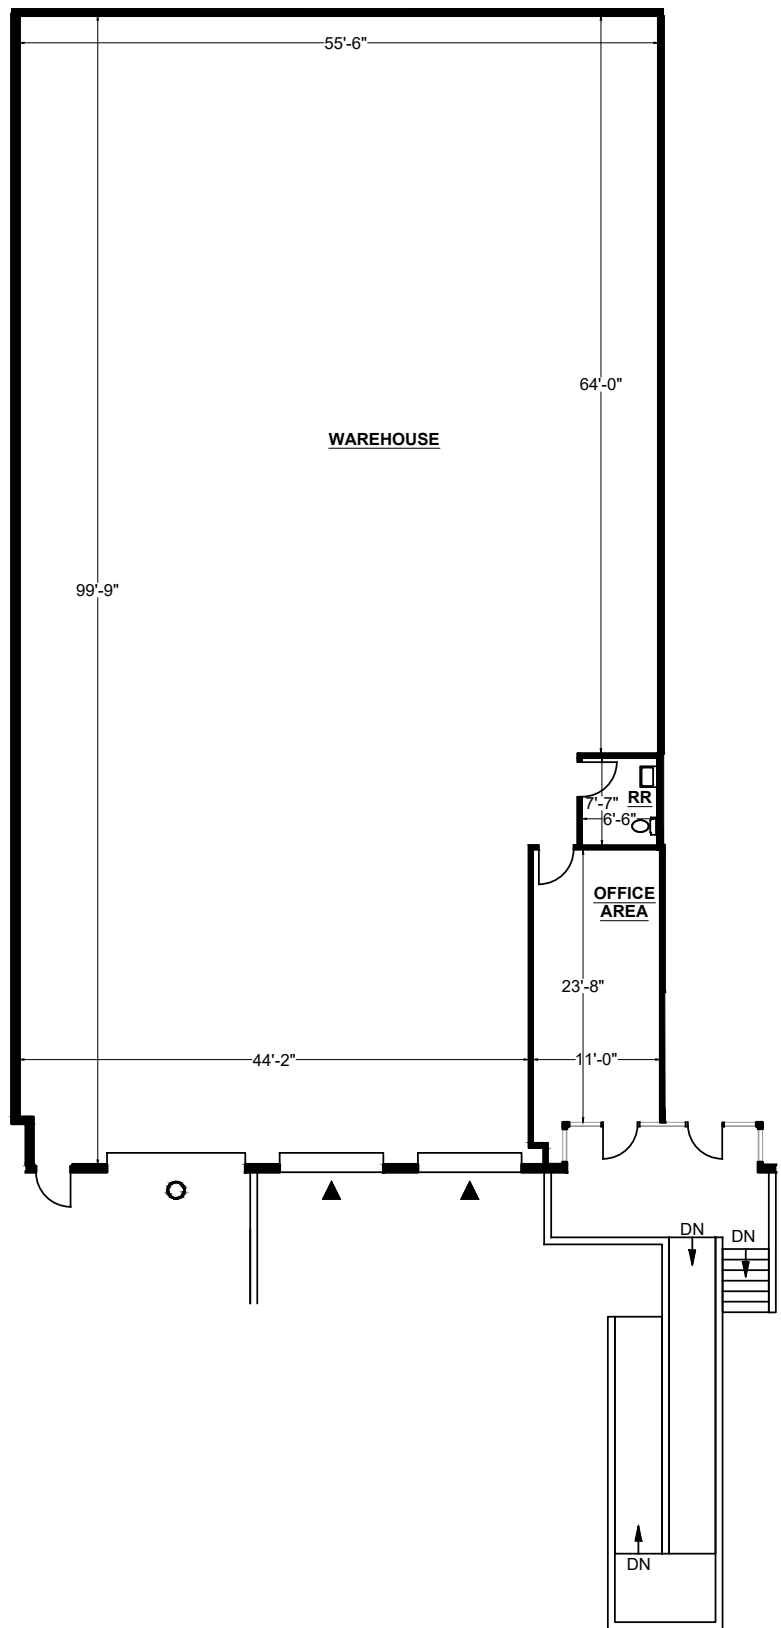 55'-6"
64'-0"
WAREHOUSE
99'-9"
RR
7'-7"
6'-6"
OFFICE
AREA
23'-8"
44'-2"
11'-0"
DN
DN
DN